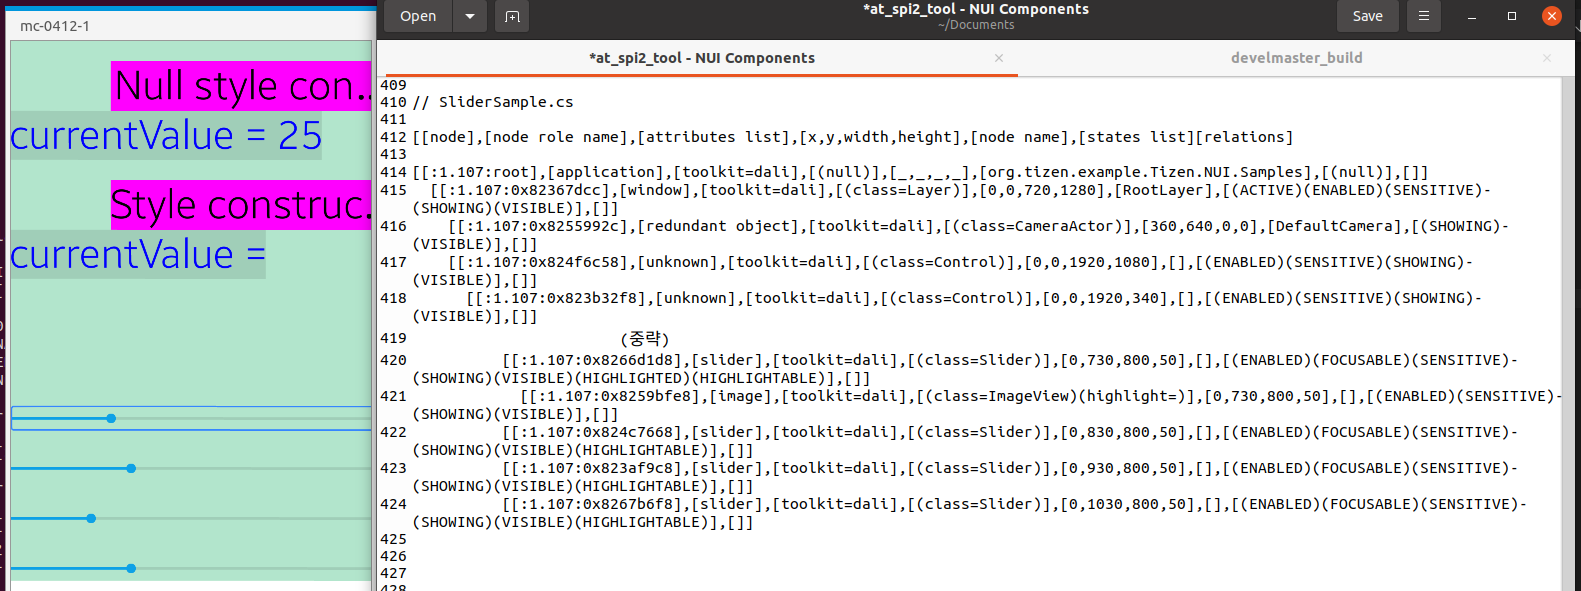 mc-0412-1
Null style con..
currentValue = 25
Style construc.
currentValue =
Open
*at_spi2_tool - NUI Components
~/Documents
Save
*at_spi2_tool - NUI Components
develmaster_build
409
410 // SliderSample.cs
411
412 [[node],[node role name],[attributes list],[x,y,width,height],[node name],[states list][relations]
413
414 [[:1.107:root],[application],[toolkit=dali],[(null)],[_,_,_,_],[org.tizen.example.Tizen.NUI.Samples],[(null)],[]]
415 [[:1.107:0x82367dcc],[window],[toolkit=dali],[(class=Layer)],[0,0,720,1280],[RootLayer],[(ACTIVE)(ENABLED)(SENSITIVE)-
(SHOWING)(VISIBLE)],[]]
416 [[:1.107:0x8255992c],[redundant object],[toolkit=dali],[(class=CameraActor)],[360,640,0,0],[DefaultCamera],[(SHOWING)-
(VISIBLE)],[]]
417 [[:1.107:0x824f6c58],[unknown],[toolkit=dali],[(class=Control)],[0,0,1920,1080],[],[(ENABLED)(SENSITIVE)(SHOWING)-
(VISIBLE)],[]]
418 [[:1.107:0x823b32f8],[unknown],[toolkit=dali],[(class=Control)],[0,0,1920,340],[],[(ENABLED)(SENSITIVE)(SHOWING)-
(VISIBLE)],[]]
419 (중략)
420 [[:1.107:0x8266d1d8],[slider],[toolkit=dali],[(class=Slider)],[0,730,800,50],[],[(ENABLED)(FOCUSABLE)(SENSITIVE)-
(SHOWING)(VISIBLE)(HIGHLIGHTED)(HIGHLIGHTABLE)],[]]
421 [[:1.107:0x8259bfe8],[image],[toolkit=dali],[(class=ImageView)(highlight=)],[0,730,800,50],[],[(ENABLED)(SENSITIVE)-
(SHOWING)(VISIBLE)],[]]
422 [[:1.107:0x824c7668],[slider],[toolkit=dali],[(class=Slider)],[0,830,800,50],[],[(ENABLED)(FOCUSABLE)(SENSITIVE)-
(SHOWING)(VISIBLE)(HIGHLIGHTABLE)],[]]
423 [[:1.107:0x823af9c8],[slider],[toolkit=dali],[(class=Slider)],[0,930,800,50],[],[(ENABLED)(FOCUSABLE)(SENSITIVE)-
(SHOWING)(VISIBLE)(HIGHLIGHTABLE)],[]]
424 [[:1.107:0x8267b6f8],[slider],[toolkit=dali],[(class=Slider)],[0,1030,800,50],[],[(ENABLED)(FOCUSABLE)(SENSITIVE)-
(SHOWING)(VISIBLE)(HIGHLIGHTABLE)],[]]
425
426
427
428